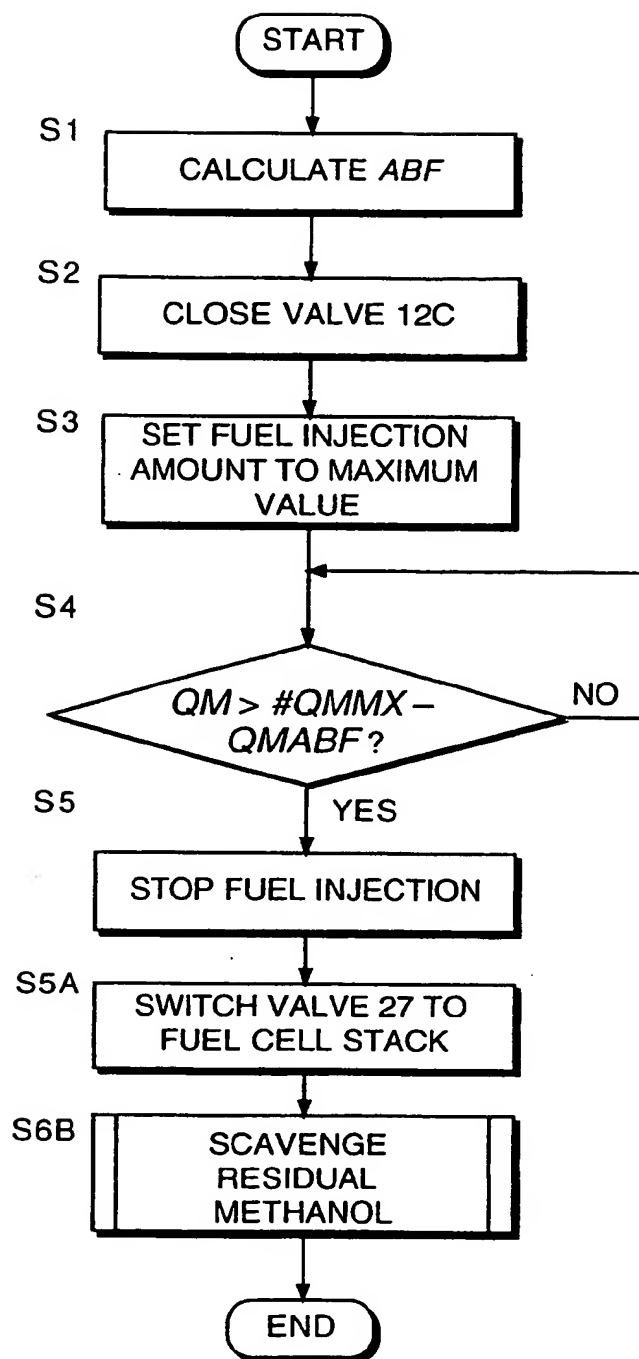 START
S1
CALCULATE ABF
S2
CLOSE VALVE 12C
S3
SET FUEL INJECTION
AMOUNT TO MAXIMUM
VALUE
S4
QM > #QMMX –
QMABF ?
NO
S5
YES
STOP FUEL INJECTION
S5A
SWITCH VALVE 27 TO
FUEL CELL STACK
S6B
SCAVENGE
RESIDUAL
METHANOL
END